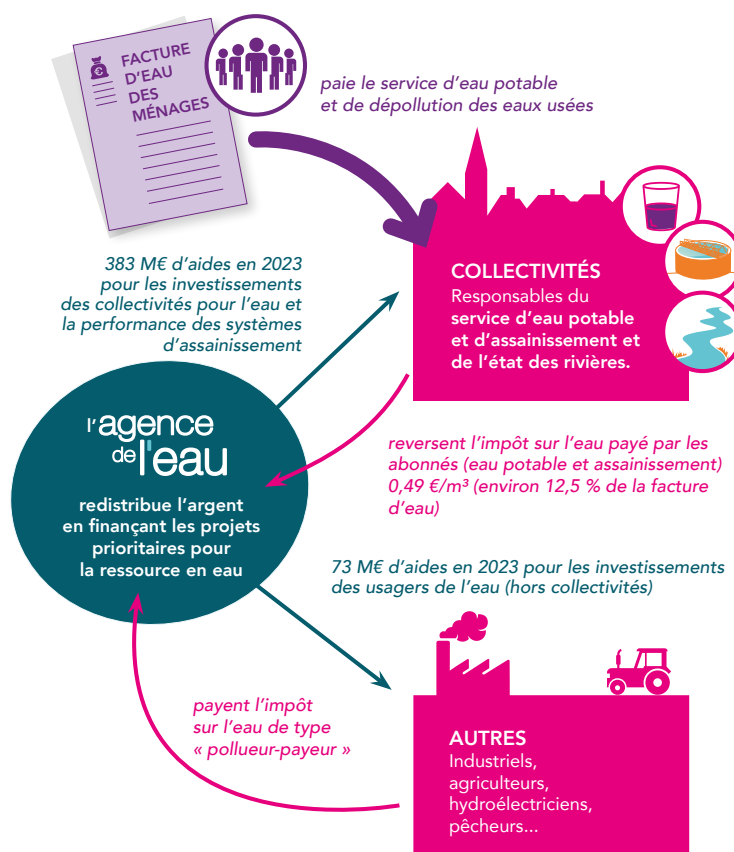 FACTURE
D'EAU
DES
MÉNAGES
paie le service d'eau potable
et de dépollution des eaux usées
383 M€ d'aides en 2023
pour les investissements
des collectivités pour l'eau et
la performance des systèmes
d'assainissement
COLLECTIVITÉS
Responsables du
service d'eau potable
et d'assainissement et
de l'état des rivières.
l'agence
de l'eau
redistribue l'argent
en finançant les projets
prioritaires pour
la ressource en eau
reversent l'impôt sur l'eau payé par les
abonnés (eau potable et assainissement)
0,49 €/m³ (environ 12,5 % de la facture
d'eau)
73 M€ d'aides en 2023 pour les investissements
des usagers de l'eau (hors collectivités)
payent l'impôt
sur l'eau de type
« pollueur-payeur »
AUTRES
Industriels,
agriculteurs,
hydroélectriciens,
pêcheurs...